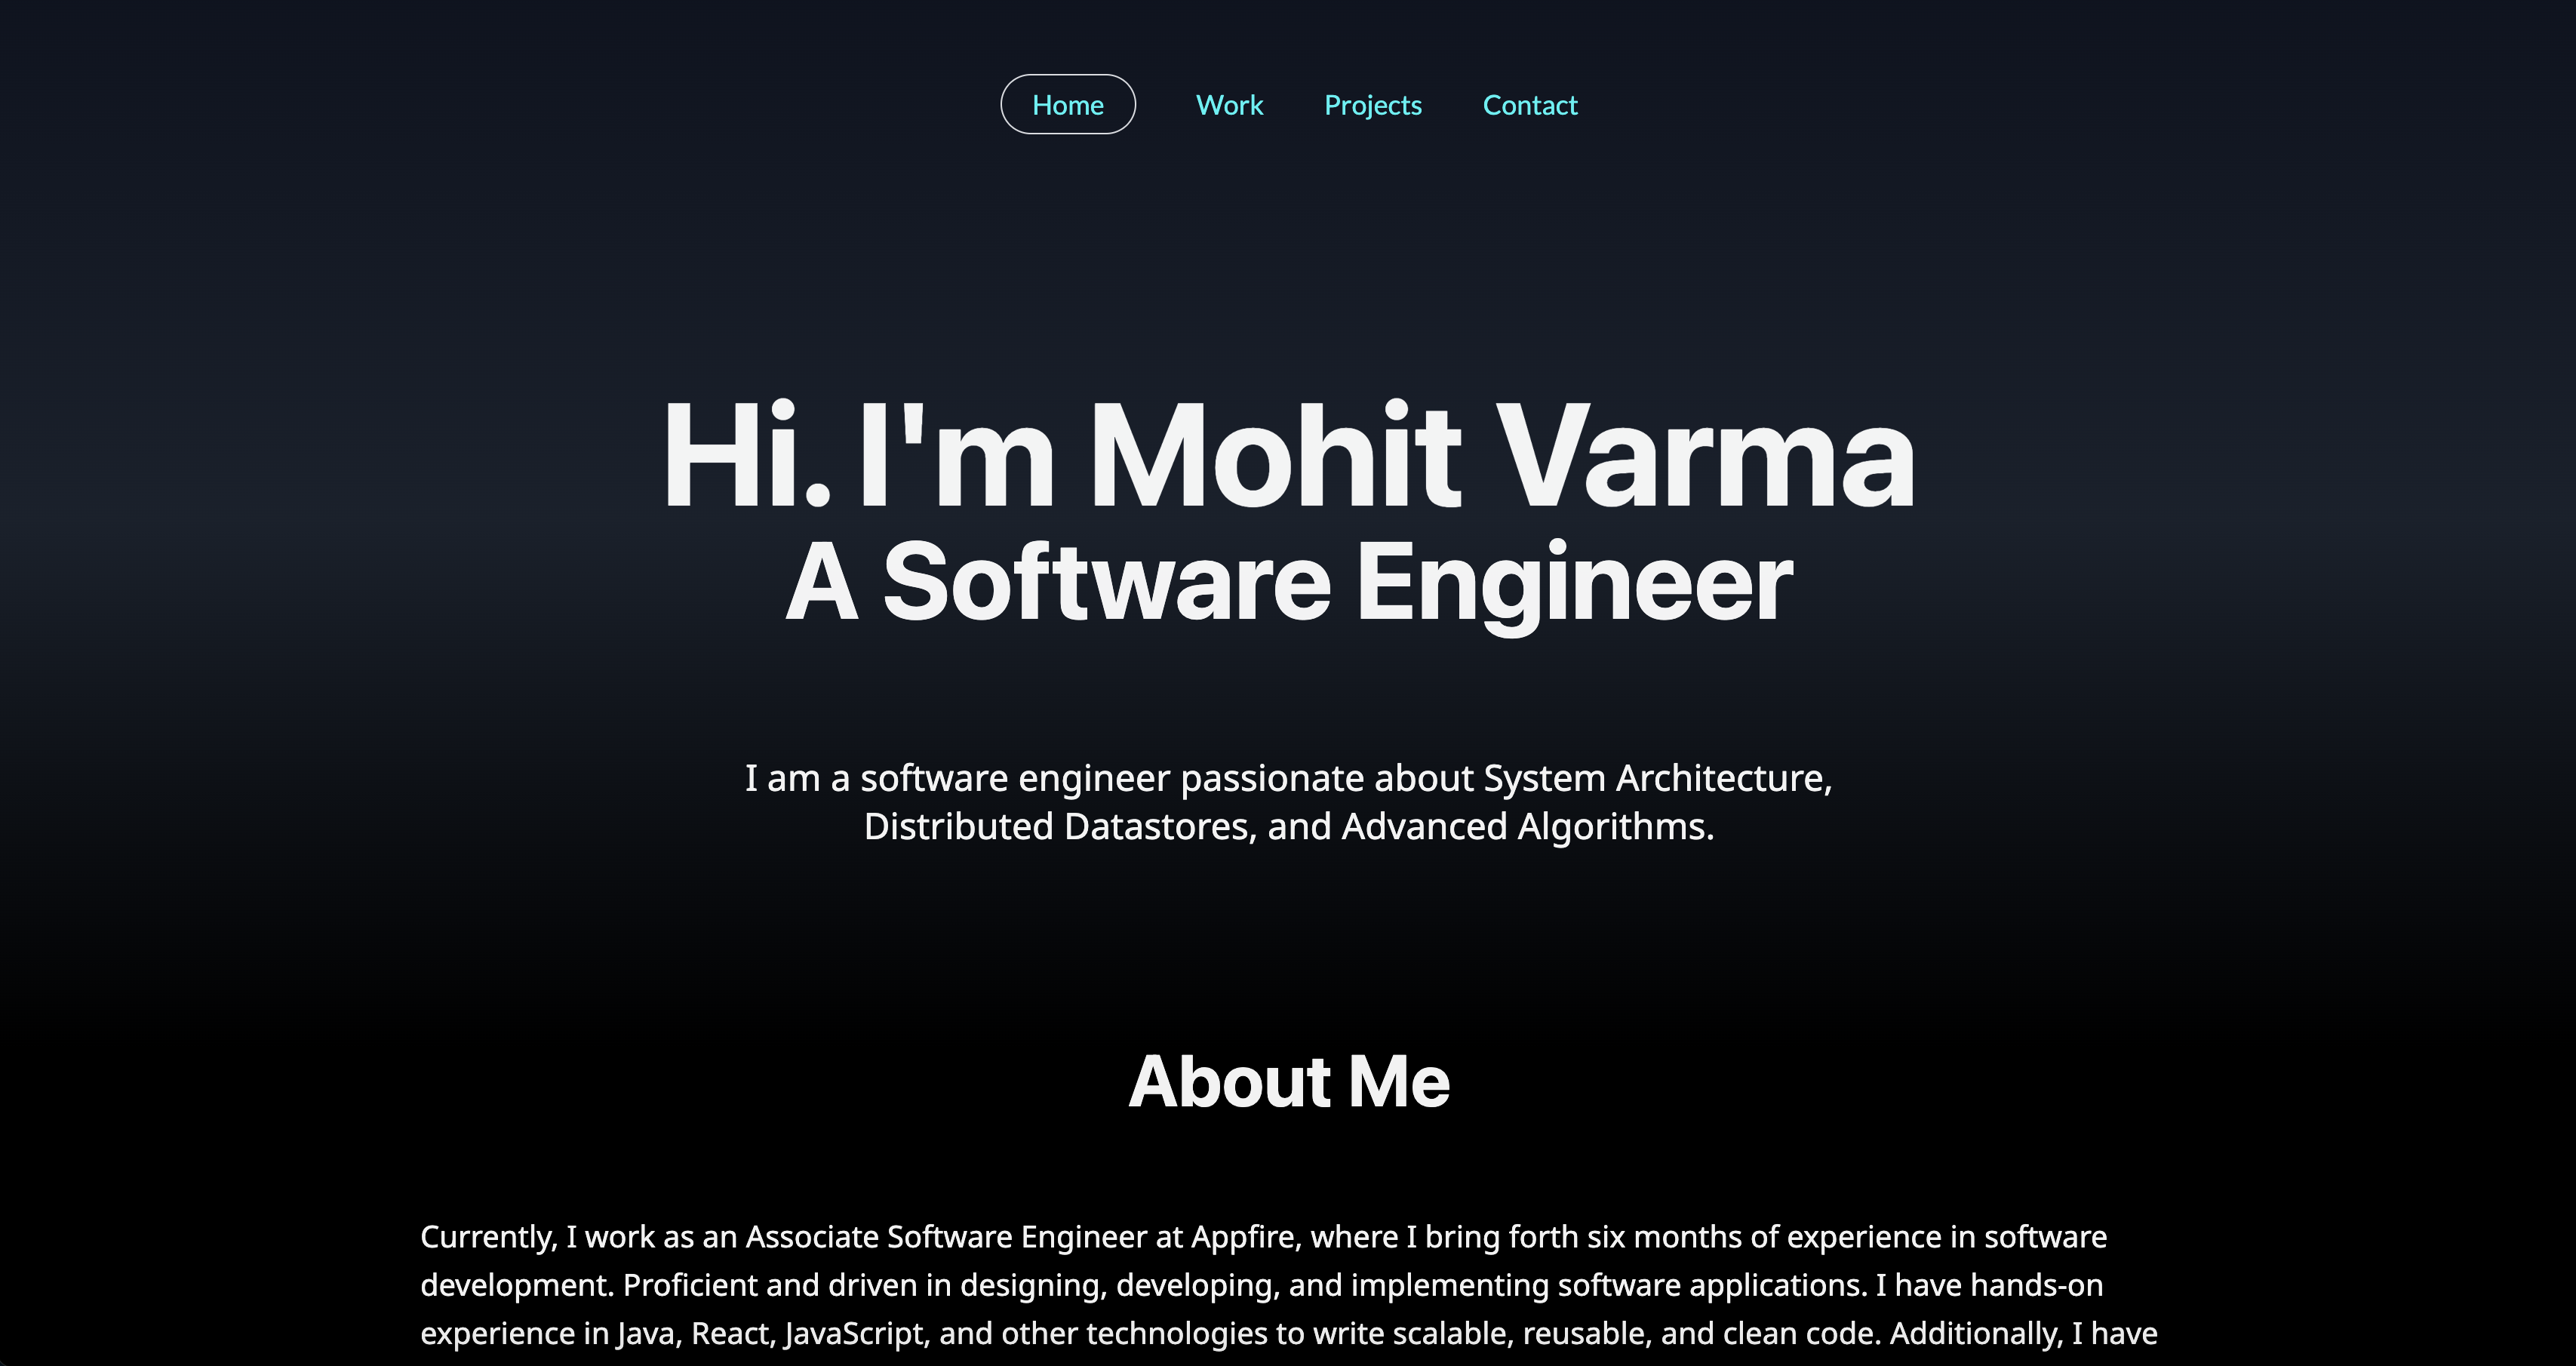 Home Work Projects Contact
Hi. I'm Mohit Varma
A Software Engineer
I am a software engineer passionate about System Architecture,
Distributed Datastores, and Advanced Algorithms.
About Me
Currently, I work as an Associate Software Engineer at Appfire, where I bring forth six months of experience in software
development. Proficient and driven in designing, developing, and implementing software applications. I have hands-on
experience in Java, React, JavaScript, and other technologies to write scalable, reusable, and clean code. Additionally, I have